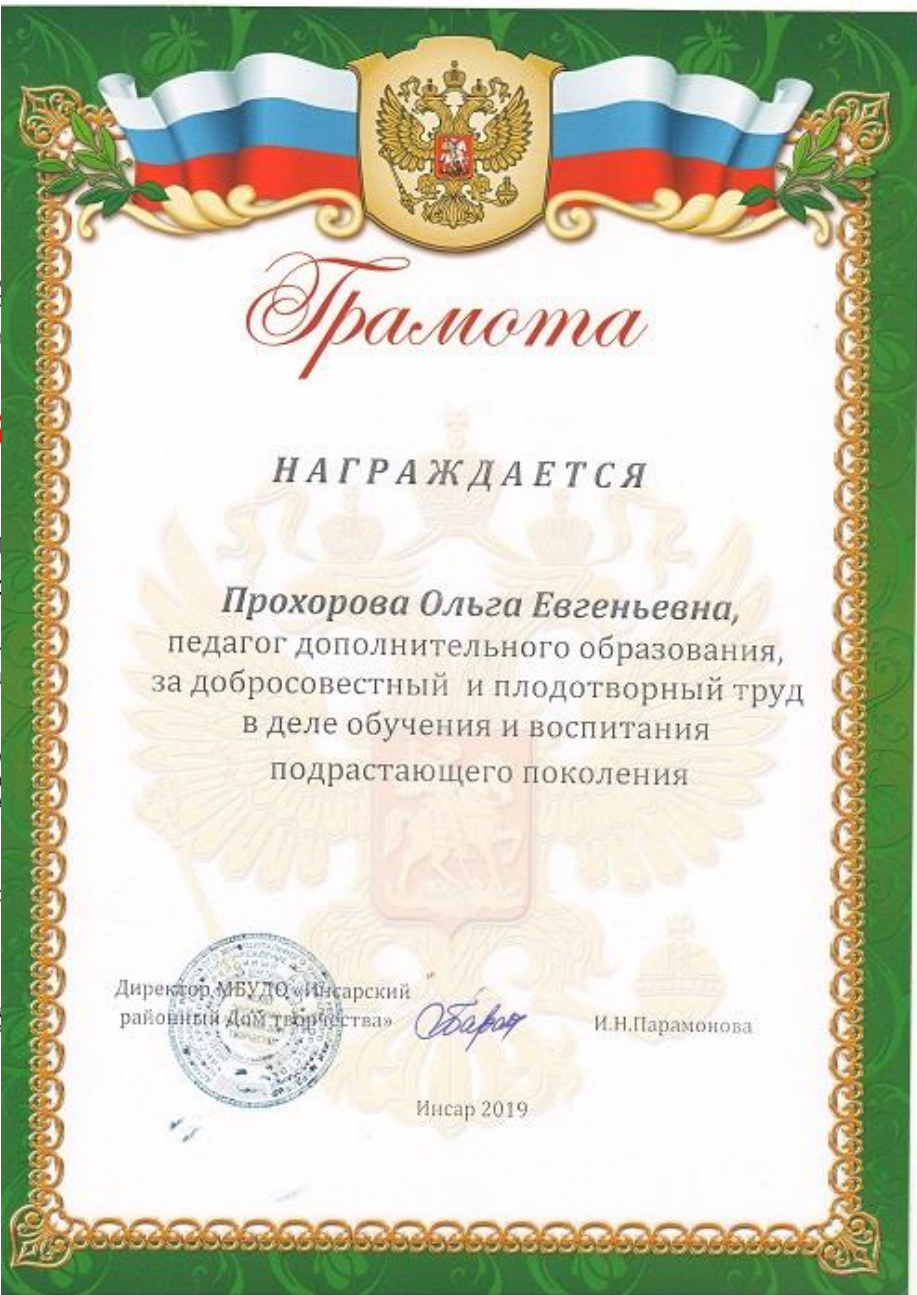 Грамота
НАГРАЖДАЕТСЯ
Прохорова Ольга Евгеньевна,
педагог дополнительного образования,
за добросовестный и плодотворный труд
в деле обучения и воспитания
подрастающего поколения
Директор МБУДО «Инсарский
районный Дом творчества»
И.Н.Парамонова
Инсар 2019